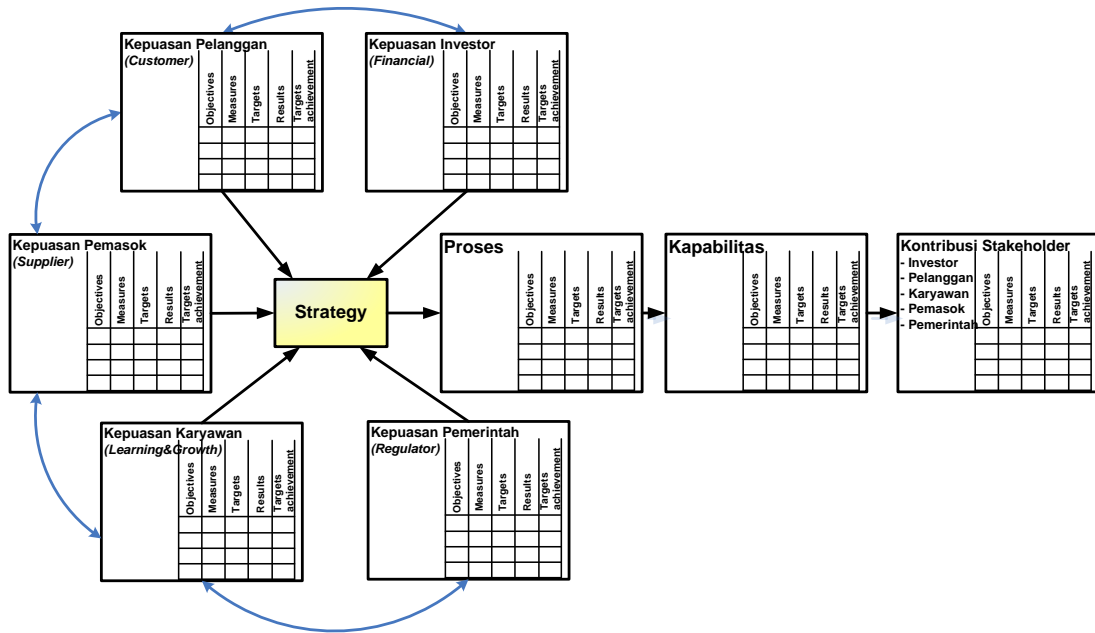 Kepuasan Pelanggan
(Customer)
Objectives
Measures
Targets
Results
Targets
achievement
Kepuasan Investor
(Financial)
Objectives
Measures
Targets
Results
Targets
achievement
Kepuasan Pemasok
(Supplier)
Objectives
Measures
Targets
Results
Targets
achievement
Strategy
Proses
Objectives
Measures
Targets
Results
Targets
achievement
Kapabilitas
Objectives
Measures
Targets
Results
Targets
achievement
Kontribusi Stakeholder
- Investor
- Pelanggan
- Karyawan
- Pemasok
- Pemerintah
Objectives
Measures
Targets
Results
Targets
achievement
Kepuasan Karyawan
(Learning&Growth)
Objectives
Measures
Targets
Results
Targets
achievement
Kepuasan Pemerintah
(Regulator)
Objectives
Measures
Targets
Results
Targets
achievement